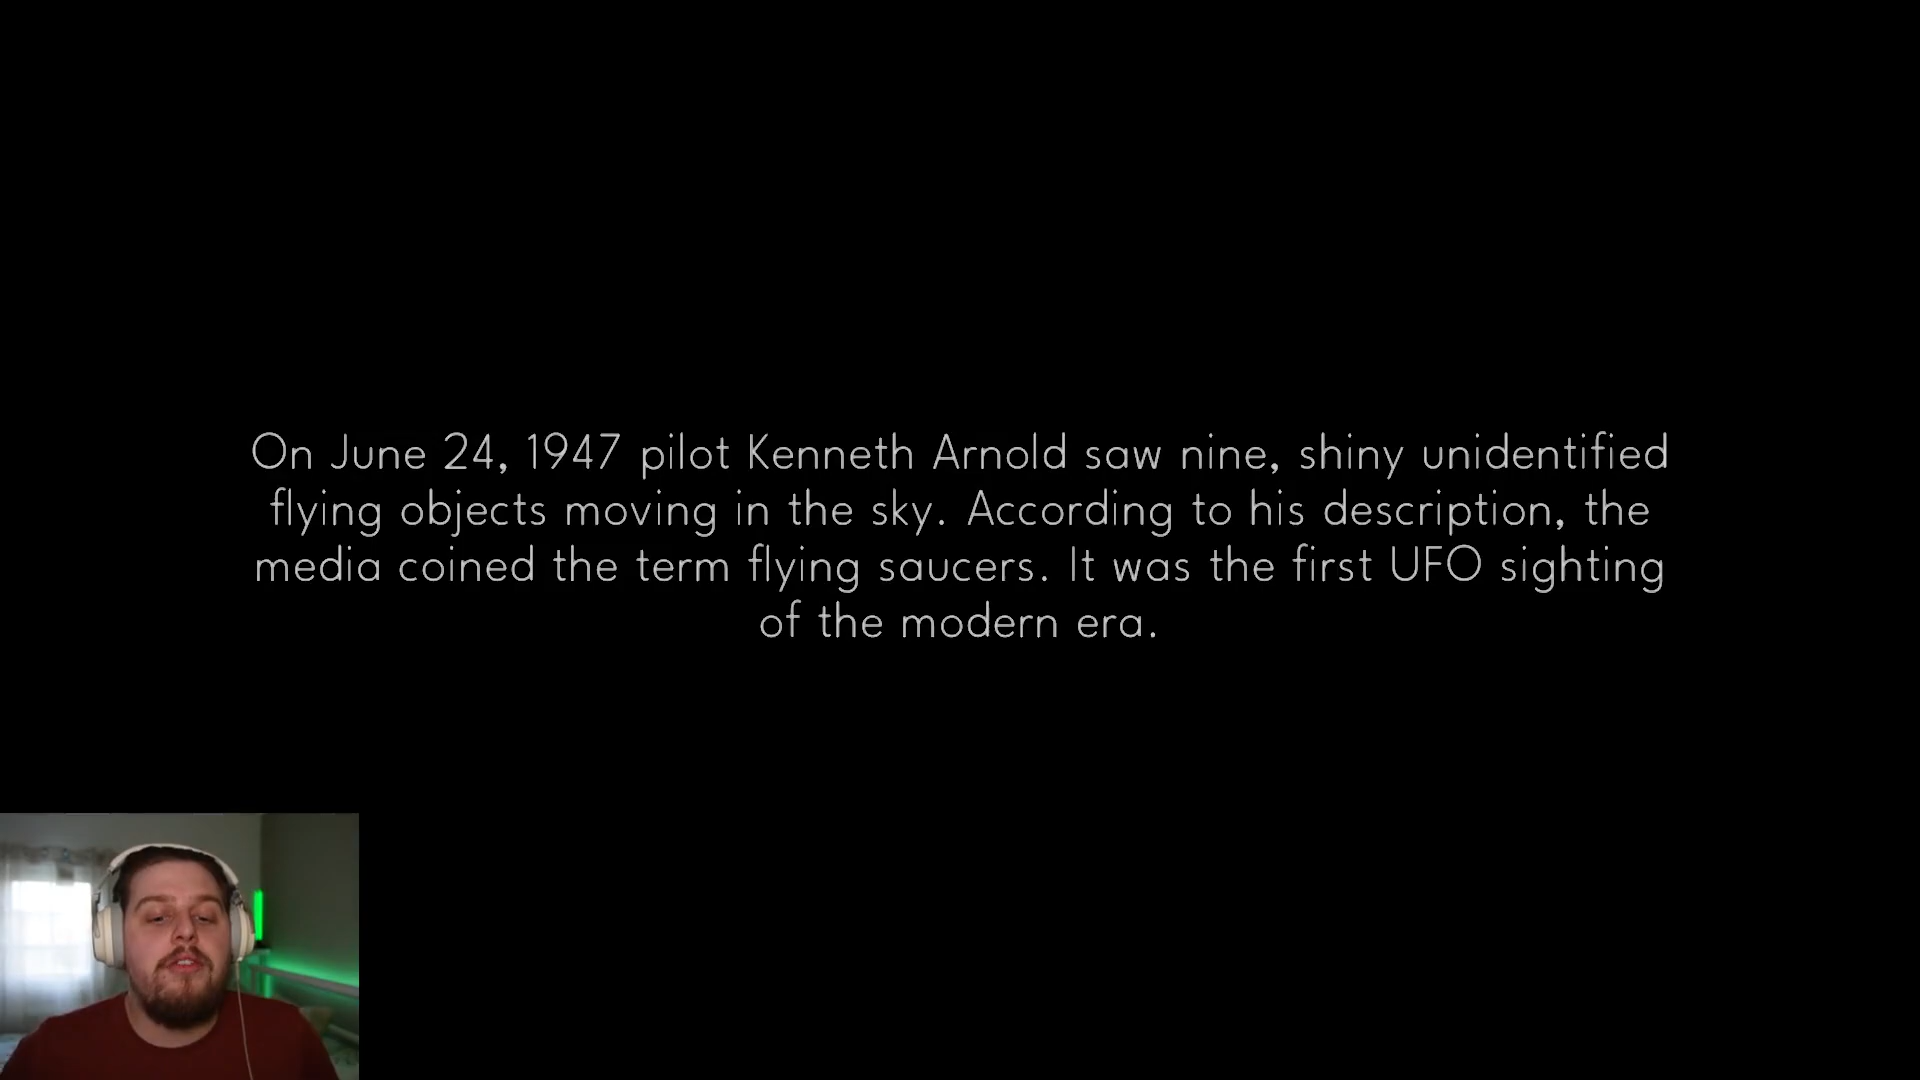 On June 24, 1947 pilot Kenneth Arnold saw nine, shiny unidentified
flying objects moving in the sky. According to his description, the
media coined the term flying saucers. It was the first UFO sighting
of the modern era.